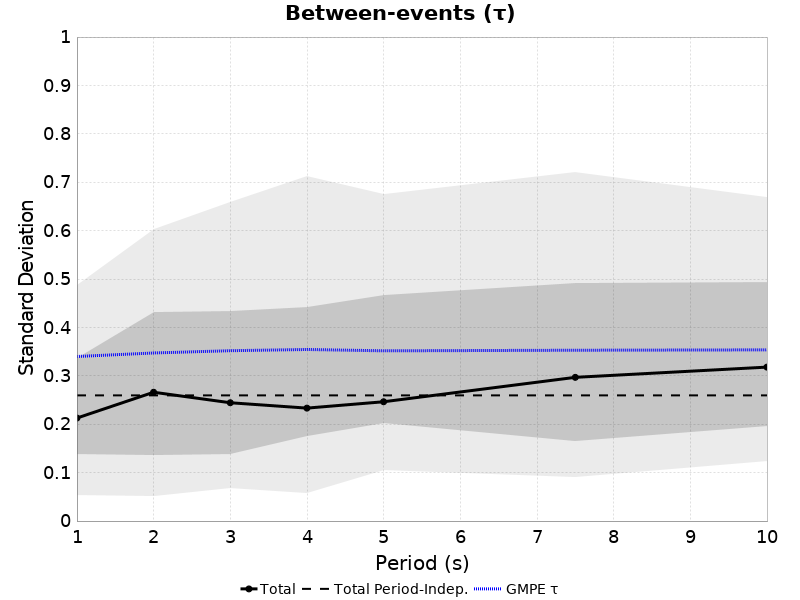 Between-events (τ)
1
0.9
0.8
0.7
0.6
0.5
0.4
0.3
0.2
0.1
0
Standard Deviation
1 2 3 4 5 6 7 8 9 10
Period (s)
Total Total Period-Indep. GMPE τ